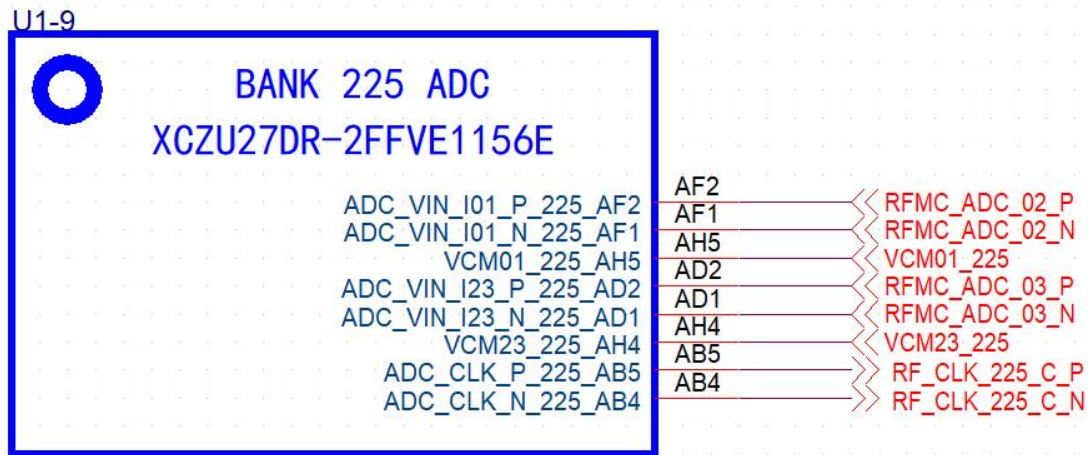 U1-9
BANK 225 ADC
XCZU27DR-2FFVE1156E
ADC_VIN_I01_P_225_AF2 AF2 RFMC_ADC_02_P
ADC_VIN_I01_N_225_AF1 AF1 RFMC_ADC_02_N
VCM01_225_AH5 AH5 VCM01_225
ADC_VIN_I23_P_225_AD2 AD2 RFMC_ADC_03_P
ADC_VIN_I23_N_225_AD1 AD1 RFMC_ADC_03_N
VCM23_225_AH4 AH4 VCM23_225
ADC_CLK_P_225_AB5 AB5 RF_CLK_225_C_P
ADC_CLK_N_225_AB4 AB4 RF_CLK_225_C_N